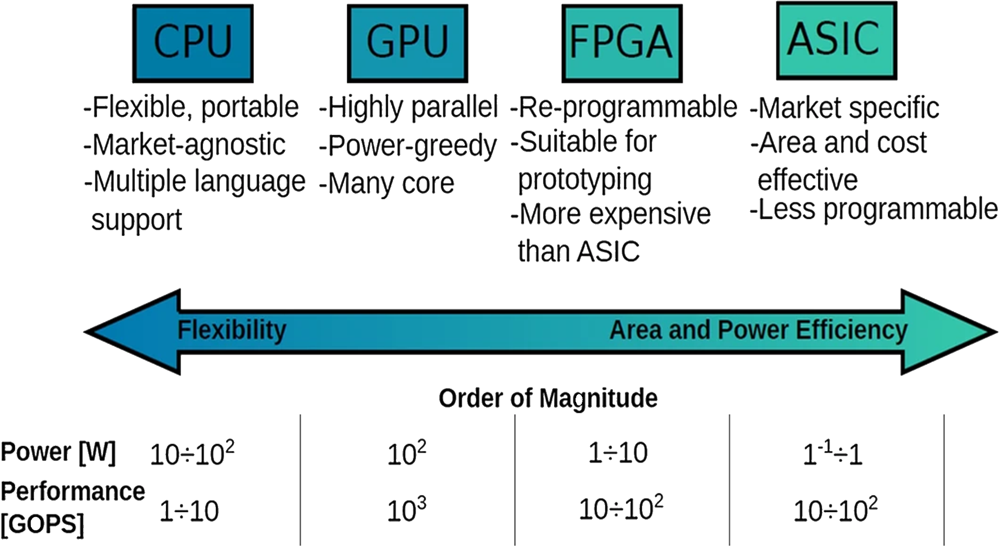 CPU
GPU
FPGA
ASIC
-Flexible, portable
-Market-agnostic
-Multiple language
support
-Highly parallel
-Power-greedy
-Many core
-Re-programmable
-Suitable for
prototyping
-More expensive
than ASIC
-Market specific
-Area and cost
effective
-Less programmable
Flexibility
Area and Power Efficiency
Order of Magnitude
Power [W] 10÷10² 10² 1÷10 1⁻¹÷1
Performance
[GOPS] 1÷10 10³ 10÷10² 10÷10²